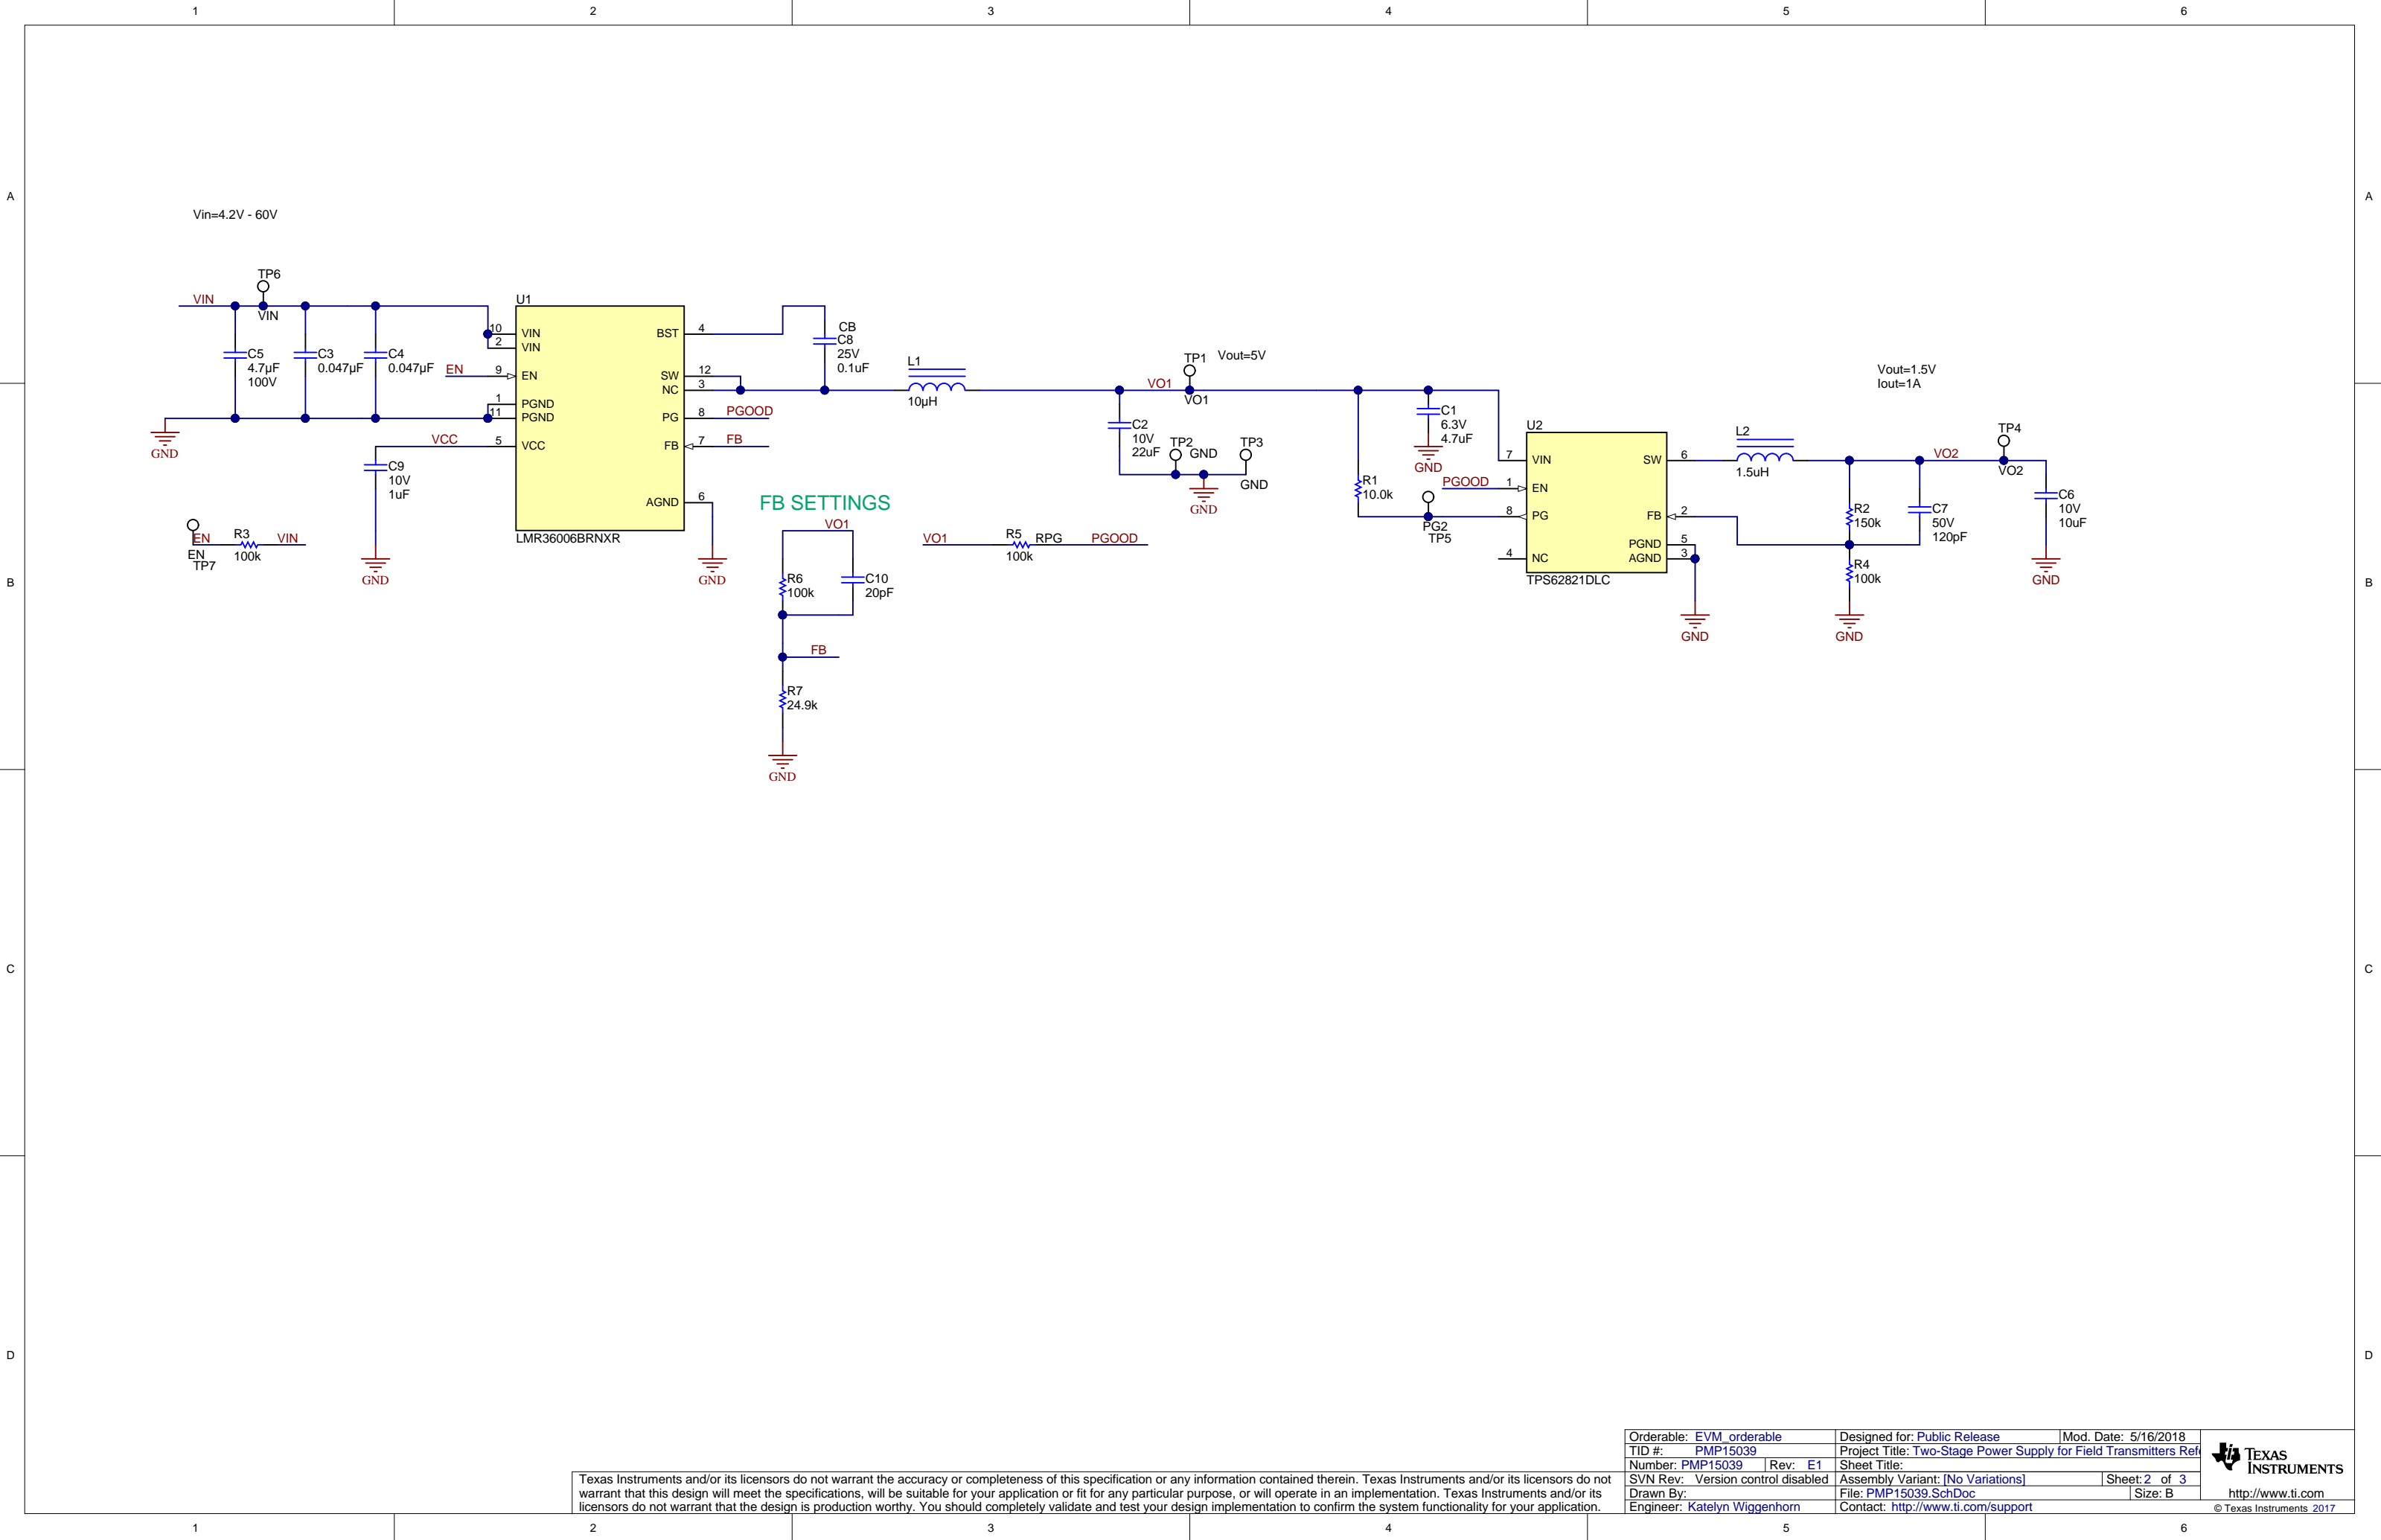 1 2 3 4 5 6
A A
Vin=4.2V - 60V
TP6
VIN
VIN
C5
4.7µF
100V
C3
0.047µF
C4
0.047µF
EN
GND
VCC
C9
10V
1uF
GND
EN
EN
TP7
R3
100k
VIN
U1
10 VIN
2 VIN
9 EN
1 PGND
11 PGND
5 VCC
BST 4
SW 12
NC 3
PG 8
FB 7
AGND 6
LMR36006BRNXR
PGOOD
FB
GND
CB
C8
25V
0.1uF
L1
10µH
FB SETTINGS
VO1
R6
100k
C10
20pF
FB
R7
24.9k
GND
VO1
R5
100k
RPG
PGOOD
VO1
TP1
VO1
Vout=5V
C2
10V
22uF
TP2
GND
TP3
GND
GND
R1
10.0k
C1
6.3V
4.7uF
GND
PGOOD
PG2
TP5
U2
7 VIN
1 EN
8 PG
4 NC
SW 6
FB 2
PGND 5
AGND 3
TPS62821DLC
GND
L2
1.5uH
Vout=1.5V
Iout=1A
R2
150k
C7
50V
120pF
R4
100k
GND
VO2
TP4
VO2
C6
10V
10uF
GND
B B
C C
D D
Texas Instruments and/or its licensors do not warrant the accuracy or completeness of this specification or any information contained therein. Texas Instruments and/or its licensors do not
warrant that this design will meet the specifications, will be suitable for your application or fit for any particular purpose, or will operate in an implementation. Texas Instruments and/or its
licensors do not warrant that the design is production worthy. You should completely validate and test your design implementation to confirm the system functionality for your application.
Orderable: EVM_orderable
TID #: PMP15039
Number: PMP15039 Rev: E1
SVN Rev: Version control disabled
Drawn By:
Engineer: Katelyn Wiggenhorn
Designed for: Public Release Mod. Date: 5/16/2018
Project Title: Two-Stage Power Supply for Field Transmitters Refe
Sheet Title:
Assembly Variant: [No Variations] Sheet: 2 of 3
File: PMP15039.SchDoc Size: B
Contact: http://www.ti.com/support
TEXAS
INSTRUMENTS
http://www.ti.com
© Texas Instruments 2017
1 2 3 4 5 6